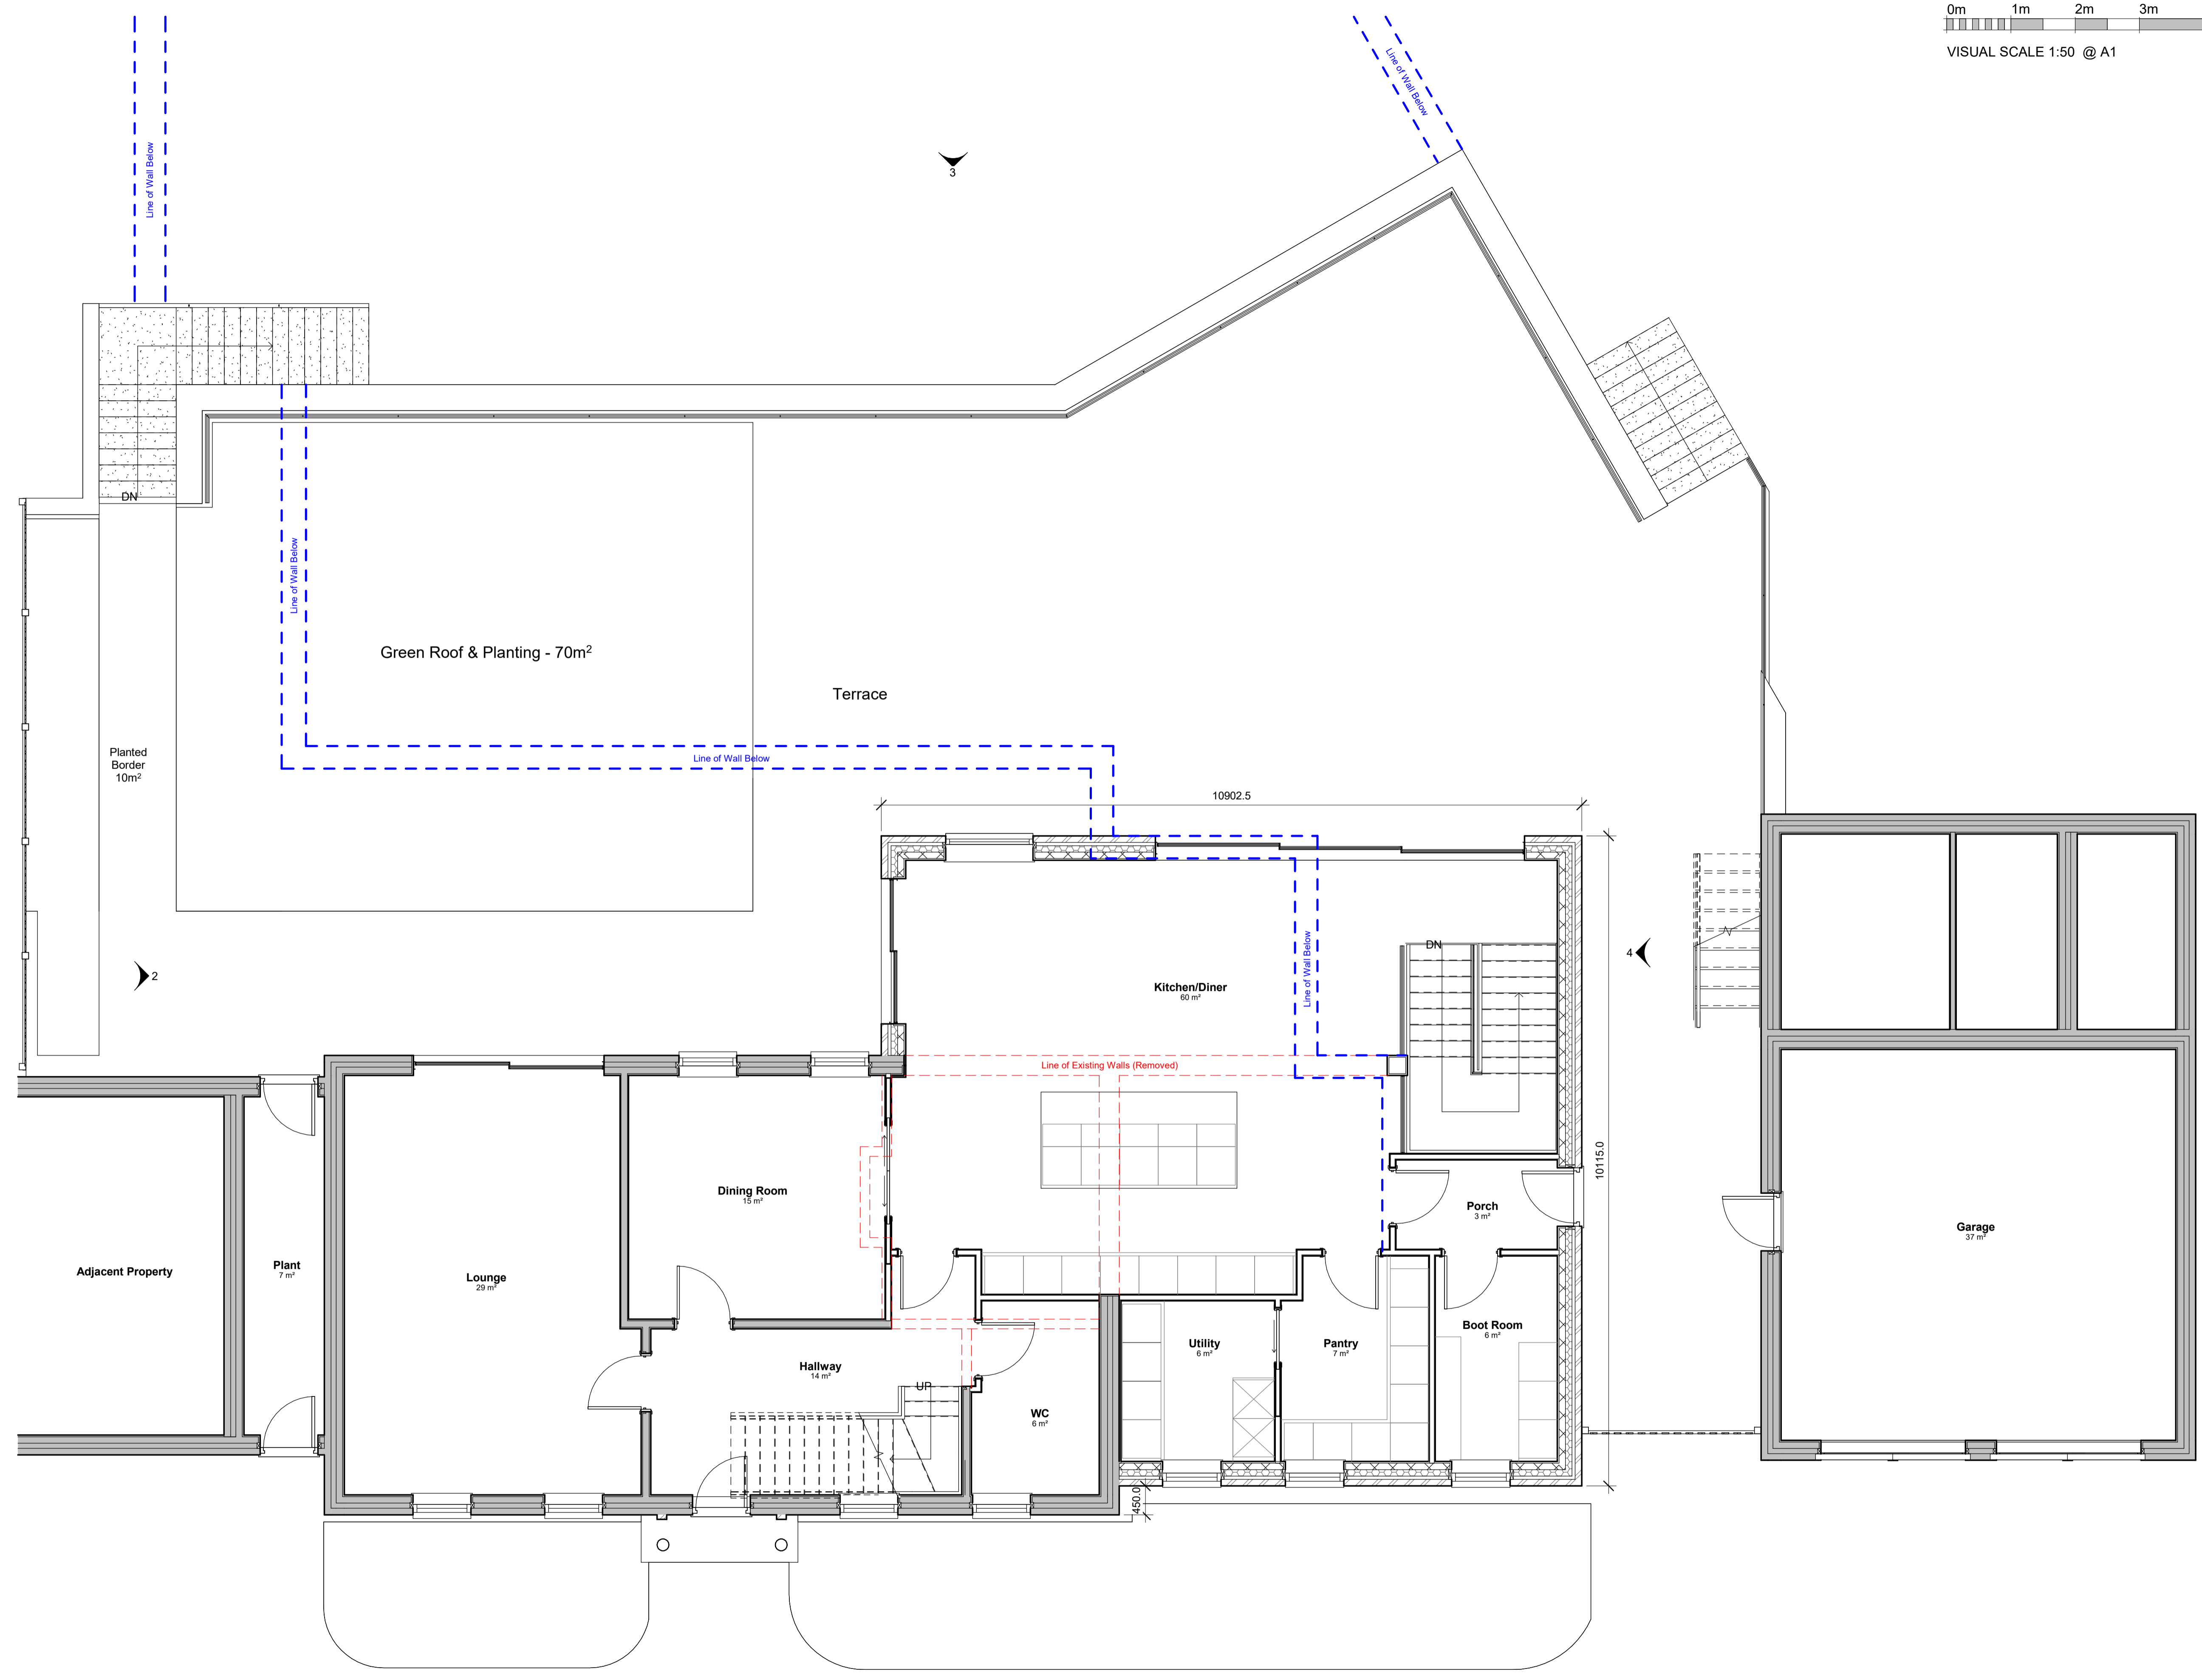 0m 1m 2m 3m
VISUAL SCALE 1:50 @ A1
Line of Wall Below
Line of Wall Below
3
DN
Line of Wall Below
Green Roof & Planting - 70m²
Terrace
Planted
Border
10m²
Line of Wall Below
10902.5
2
DN
4
Line of Wall Below
Kitchen/Diner
60 m²
Line of Existing Walls (Removed)
10115.0
Dining Room
15 m²
Porch
3 m²
Garage
37 m²
Adjacent Property
Plant
7 m²
Lounge
29 m²
Utility
6 m²
Pantry
7 m²
Boot Room
6 m²
Hallway
14 m²
UP
WC
6 m²
450.0